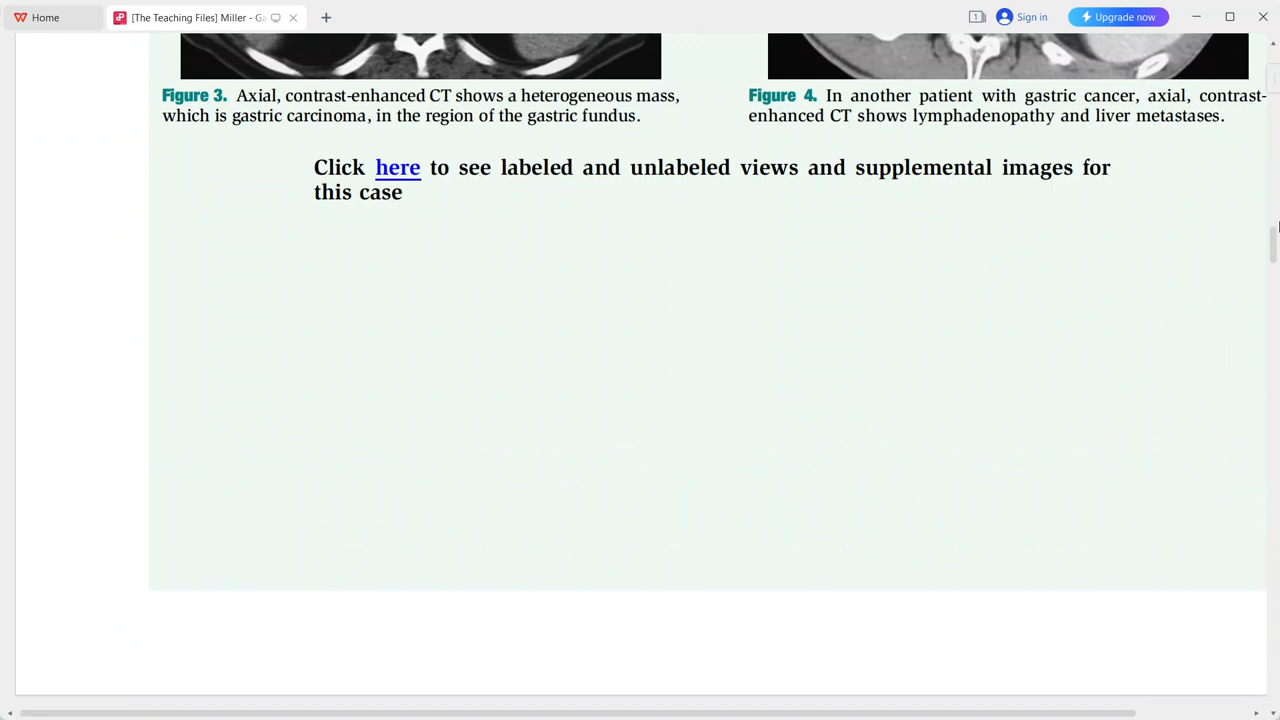 Home
[The Teaching Files] Miller - Ga
1
Sign in
Upgrade now
Figure 3. Axial, contrast-enhanced CT shows a heterogeneous mass,
which is gastric carcinoma, in the region of the gastric fundus.
Figure 4. In another patient with gastric cancer, axial, contrast-
enhanced CT shows lymphadenopathy and liver metastases.
Click here to see labeled and unlabeled views and supplemental images for
this case